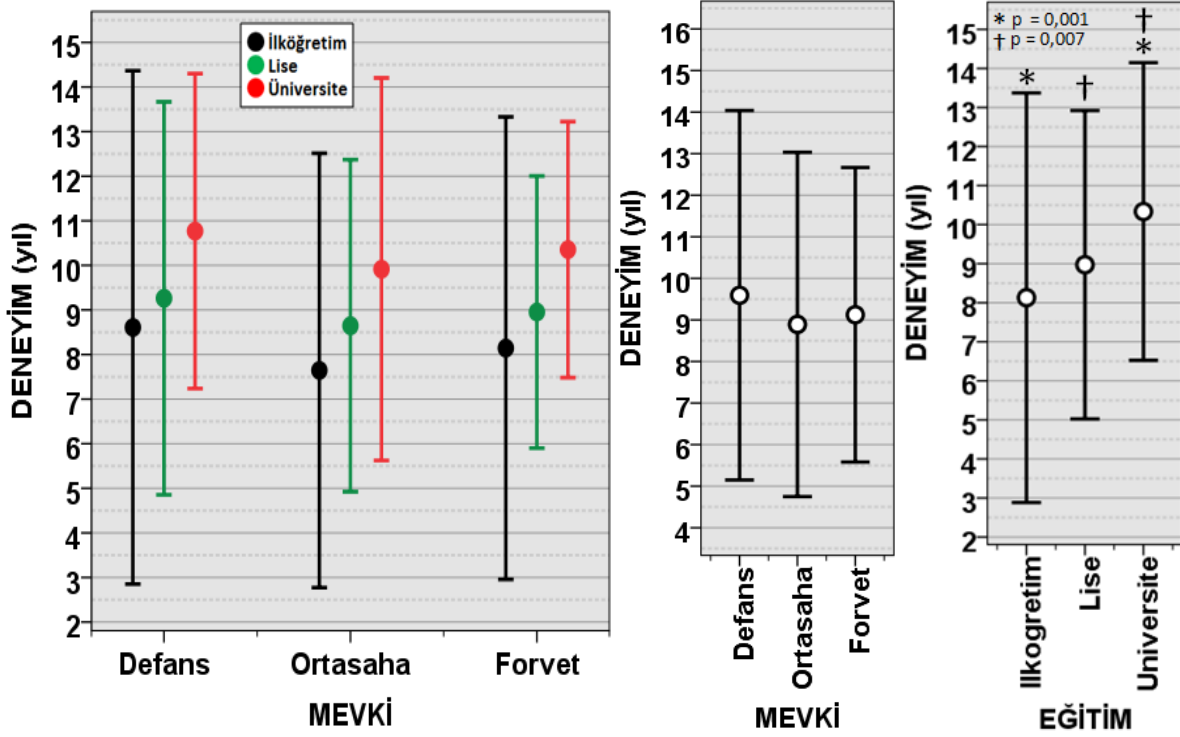 DENEYİM (yıl)
15
14
13
12
11
10
9
8
7
6
5
4
3
2
İlköğretim
Lise
Üniversite
Defans
Ortasaha
Forvet
MEVKİ
DENEYİM (yıl)
16
15
14
13
12
11
10
9
8
7
6
5
4
Defans
Ortasaha
Forvet
MEVKİ
DENEYİM (yıl)
15
14
13
12
11
10
9
8
7
6
5
4
3
2
* p = 0,001
† p = 0,007
*
†
†
*
Ilkogretim
Lise
Universite
EĞİTİM